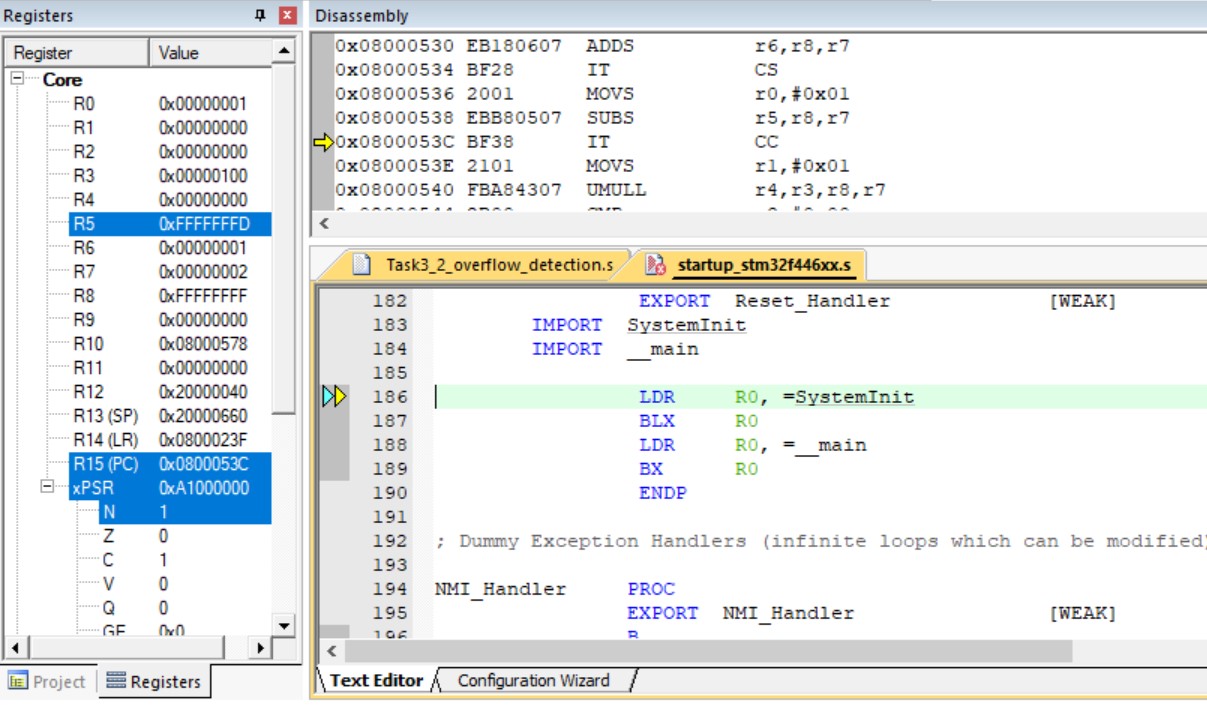 Registers
Register Value
Core
R0 0x00000001
R1 0x00000000
R2 0x00000000
R3 0x00000100
R4 0x00000000
R5 0xFFFFFFFD
R6 0x00000001
R7 0x00000002
R8 0xFFFFFFFF
R9 0x00000000
R10 0x08000578
R11 0x00000000
R12 0x20000040
R13 (SP) 0x20000660
R14 (LR) 0x0800023F
R15 (PC) 0x0800053C
xPSR 0xA1000000
N 1
Z 0
C 1
V 0
Q 0
GE 0x0
Project Registers
Disassembly
0x08000530 EB180607 ADDS r6,r8,r7
0x08000534 BF28 IT CS
0x08000536 2001 MOVS r0,#0x01
0x08000538 EBB80507 SUBS r5,r8,r7
0x0800053C BF38 IT CC
0x0800053E 2101 MOVS r1,#0x01
0x08000540 FBA84307 UMULL r4,r3,r8,r7
Task3_2_overflow_detection.s startup_stm32f446xx.s
182 EXPORT Reset_Handler [WEAK]
183 IMPORT SystemInit
184 IMPORT __main
185
186 LDR R0, =SystemInit
187 BLX R0
188 LDR R0, =__main
189 BX R0
190 ENDP
191
192 ; Dummy Exception Handlers (infinite loops which can be modified)
193
194 NMI_Handler PROC
195 EXPORT NMI_Handler [WEAK]
196 B
Text Editor Configuration Wizard